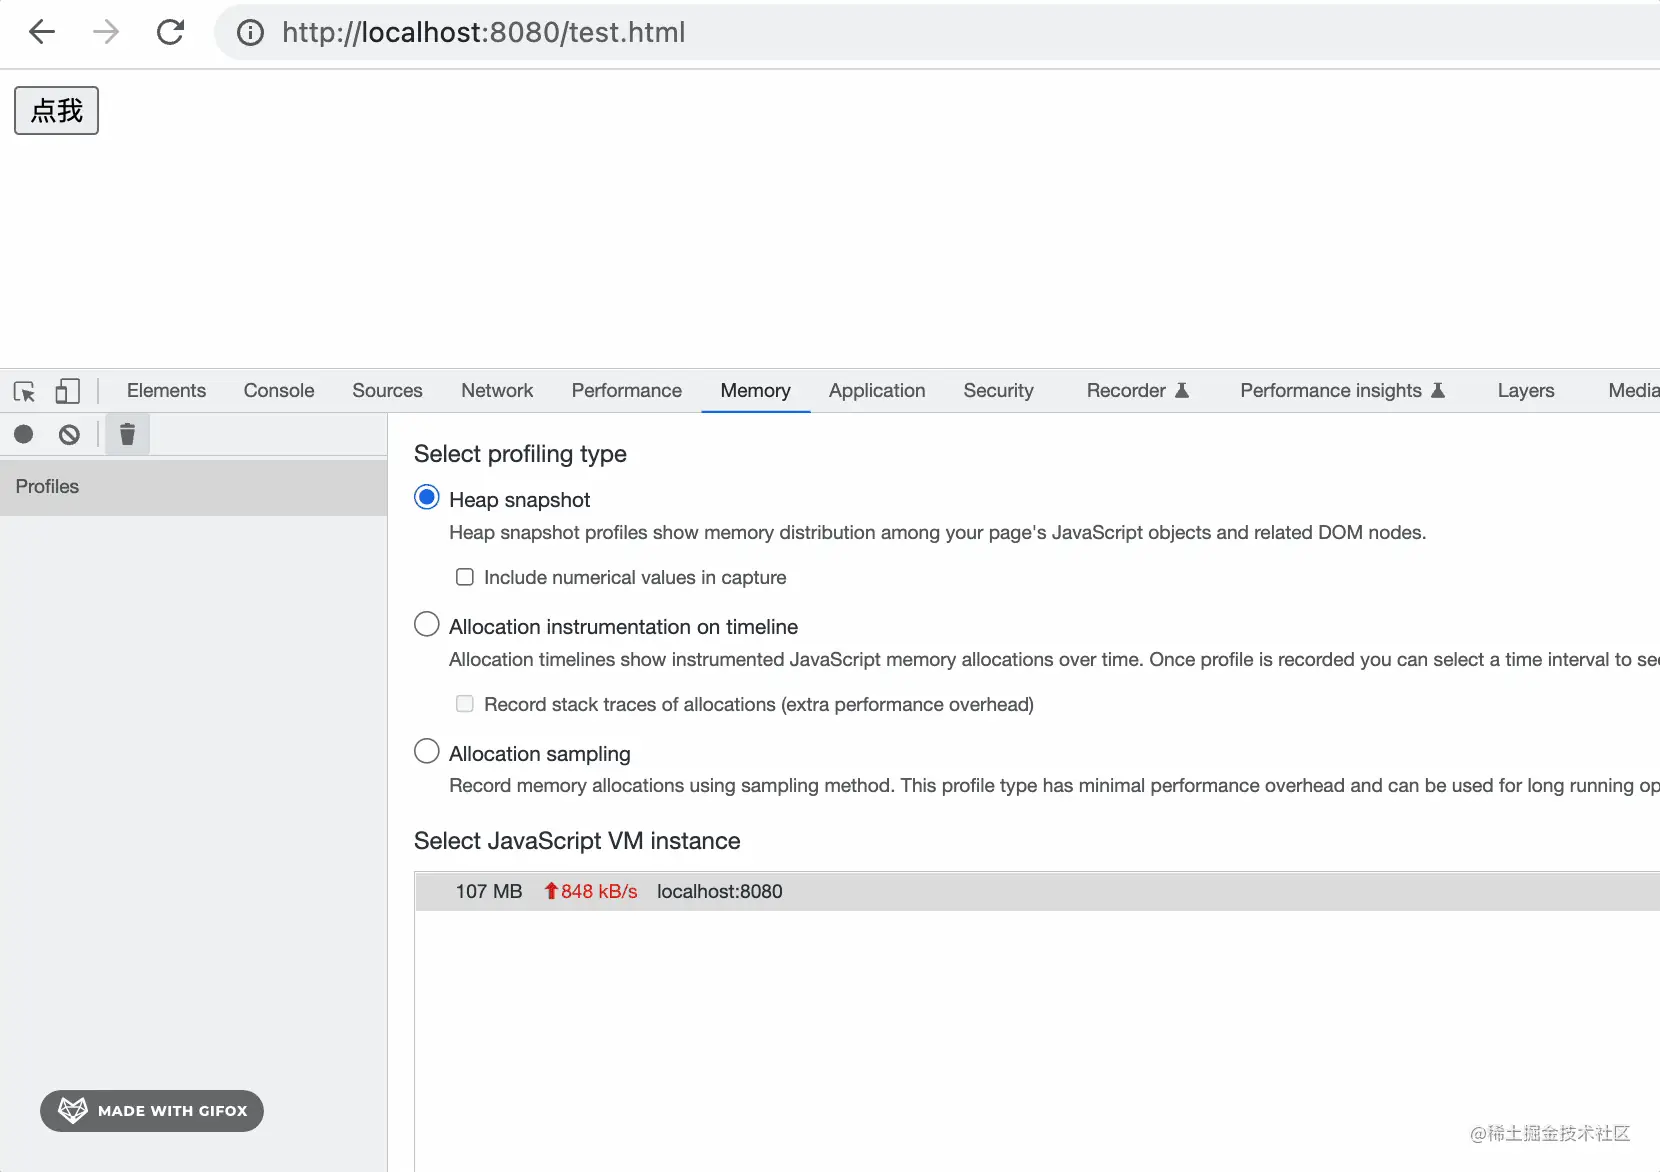 http://localhost:8080/test.html
点我
Elements Console Sources Network Performance Memory Application Security Recorder Performance insights Layers Media
Profiles
Select profiling type
Heap snapshot
Heap snapshot profiles show memory distribution among your page's JavaScript objects and related DOM nodes.
Include numerical values in capture
Allocation instrumentation on timeline
Allocation timelines show instrumented JavaScript memory allocations over time. Once profile is recorded you can select a time interval to see
Record stack traces of allocations (extra performance overhead)
Allocation sampling
Record memory allocations using sampling method. This profile type has minimal performance overhead and can be used for long running op
Select JavaScript VM instance
107 MB 848 kB/s localhost:8080
MADE WITH GIFOX
@稀土掘金技术社区